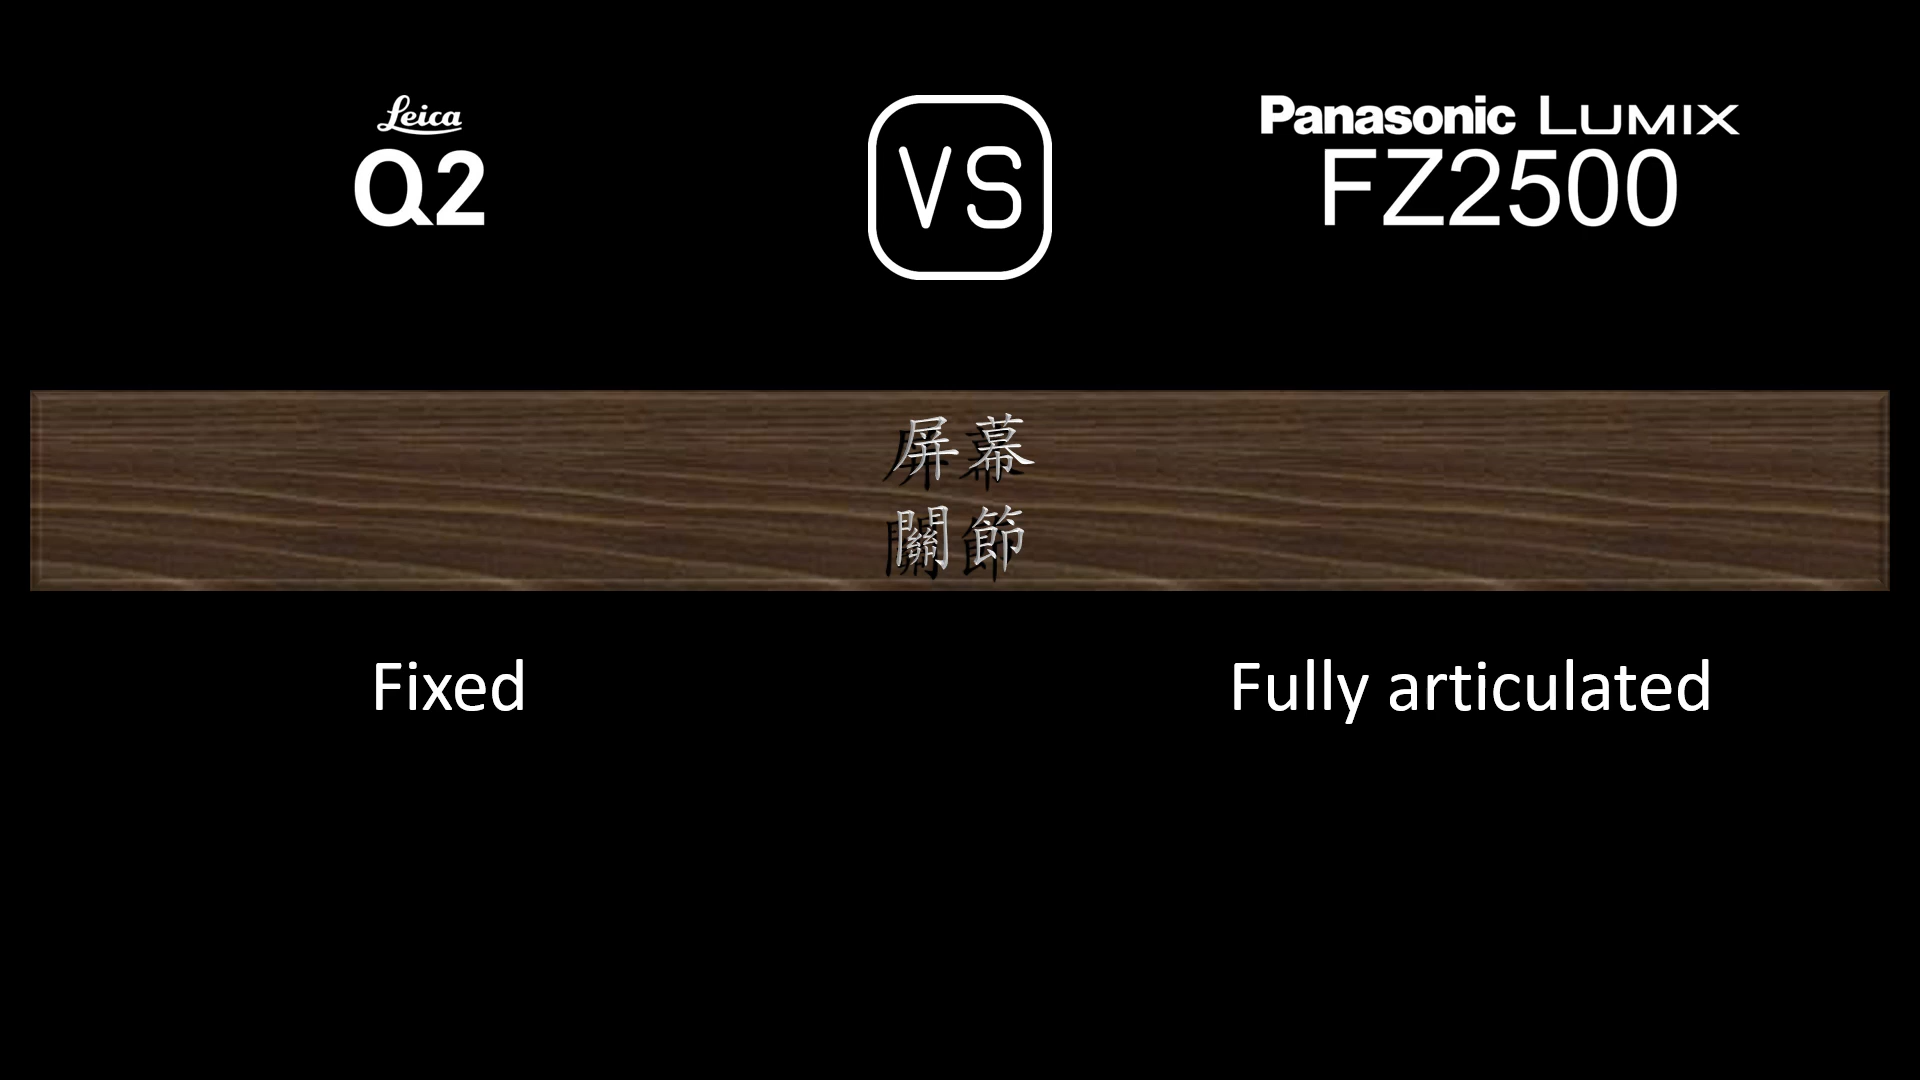 Leica
Q2
VS
Panasonic LUMIX
FZ2500
屏幕
關節
Fixed
Fully articulated